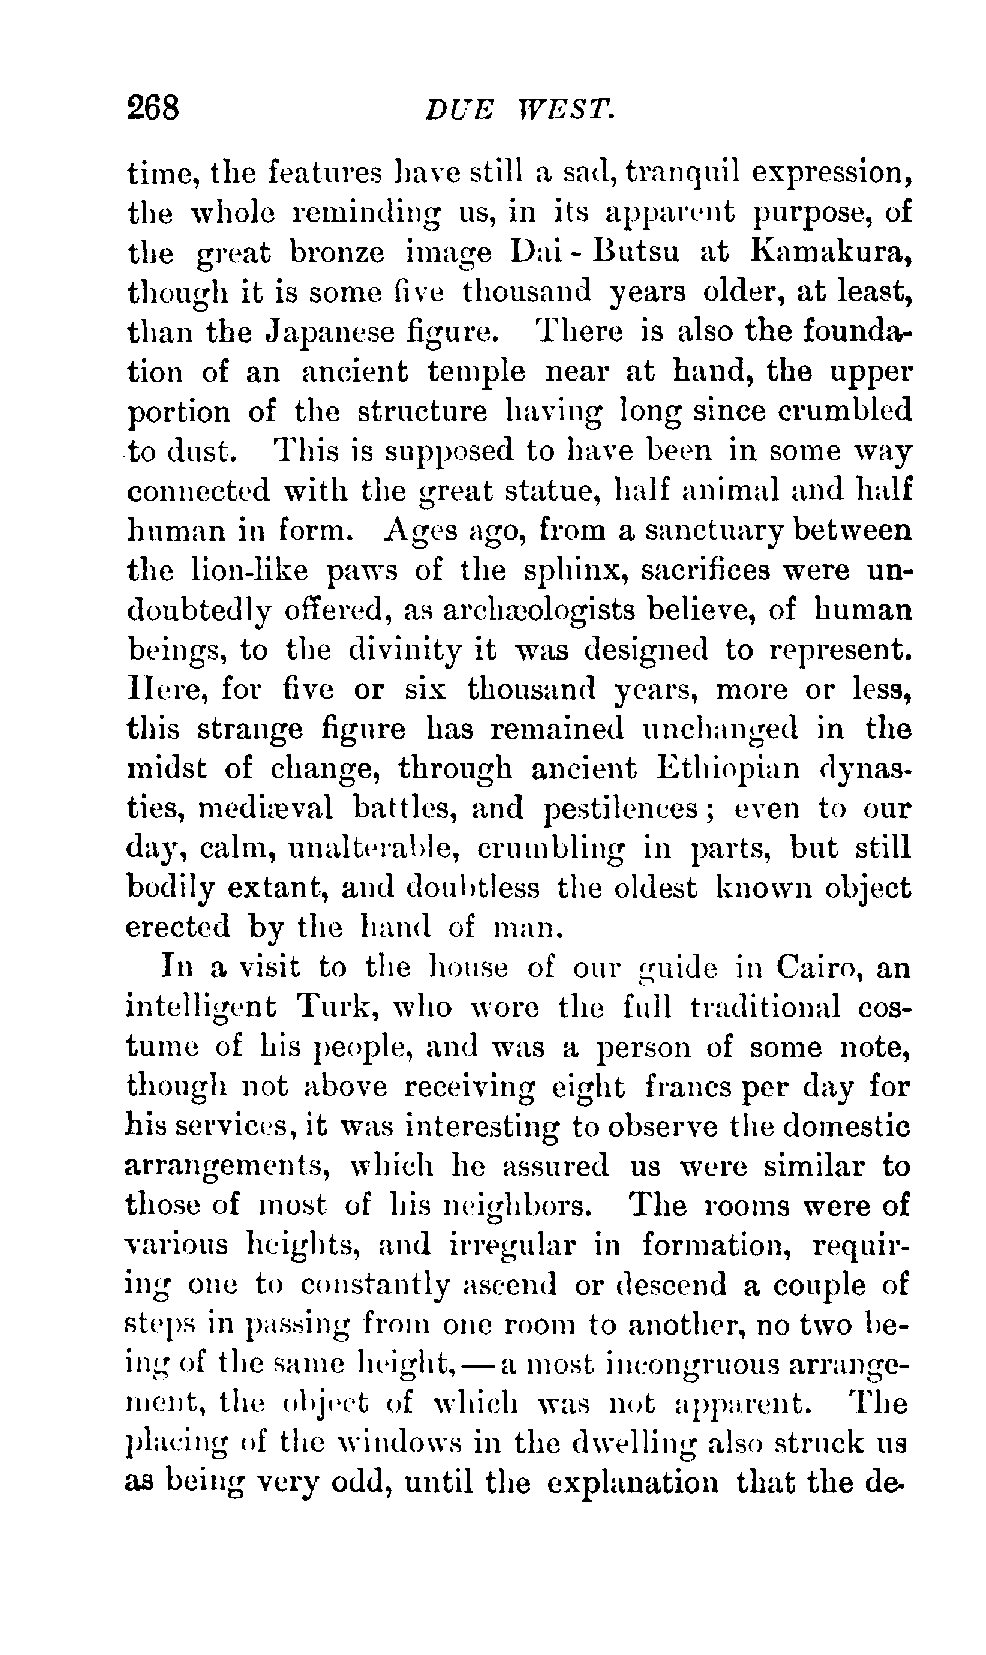 268 DUE WEST.
time, the features have still a sad, tranquil expression,
the whole reminding us, in its apparent purpose, of
the great bronze image Dai - Butsu at Kamakura,
though it is some five thousand years older, at least,
than the Japanese figure. There is also the founda-
tion of an ancient temple near at hand, the upper
portion of the structure having long since crumbled
to dust. This is supposed to have been in some way
connected with the great statue, half animal and half
human in form. Ages ago, from a sanctuary between
the lion-like paws of the sphinx, sacrifices were un-
doubtedly offered, as archæologists believe, of human
beings, to the divinity it was designed to represent.
Here, for five or six thousand years, more or less,
this strange figure has remained unchanged in the
midst of change, through ancient Ethiopian dynas-
ties, mediæval battles, and pestilences; even to our
day, calm, unalterable, crumbling in parts, but still
bodily extant, and doubtless the oldest known object
erected by the hand of man.
In a visit to the house of our guide in Cairo, an
intelligent Turk, who wore the full traditional cos-
tume of his people, and was a person of some note,
though not above receiving eight francs per day for
his services, it was interesting to observe the domestic
arrangements, which he assured us were similar to
those of most of his neighbors. The rooms were of
various heights, and irregular in formation, requir-
ing one to constantly ascend or descend a couple of
steps in passing from one room to another, no two be-
ing of the same height,—a most incongruous arrange-
ment, the object of which was not apparent. The
placing of the windows in the dwelling also struck us
as being very odd, until the explanation that the de-